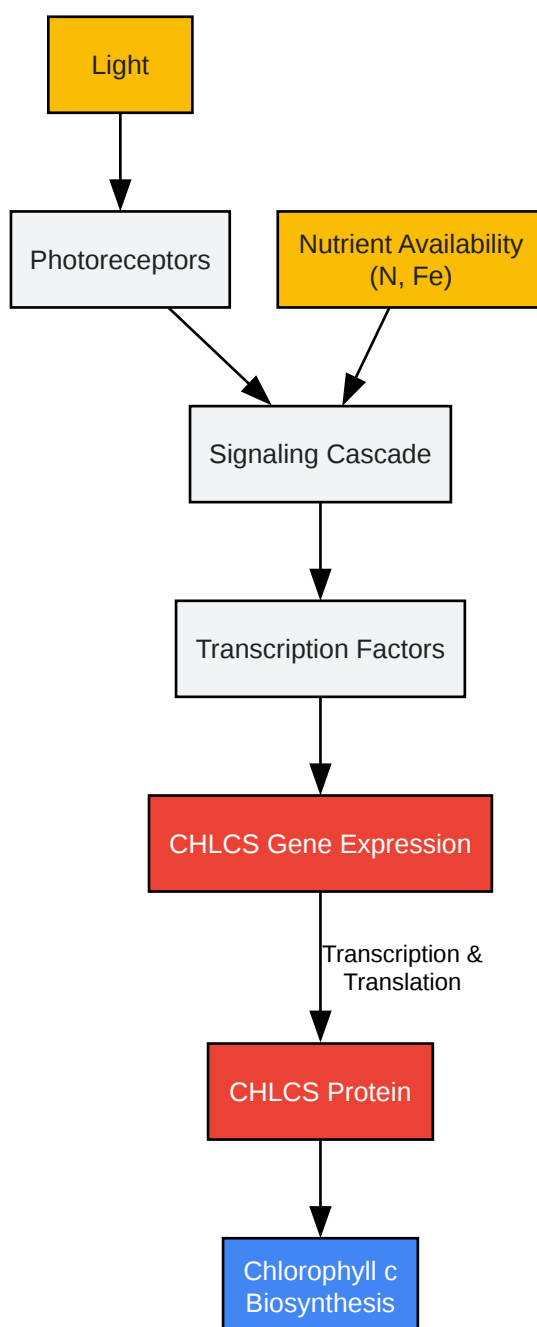 Light
Photoreceptors
Nutrient Availability
(N, Fe)
Signaling Cascade
Transcription Factors
CHLCS Gene Expression
Transcription &
Translation
CHLCS Protein
Chlorophyll c
Biosynthesis